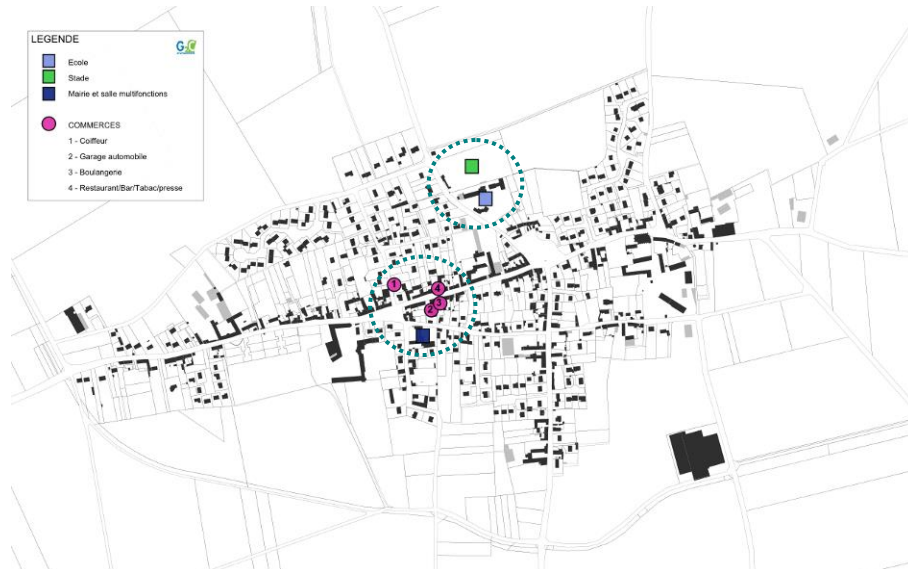 LEGENDE
G2C
Ecole
Stade
Mairie et salle multifonctions
COMMERCES
1 - Coiffeur
2 - Garage automobile
3 - Boulangerie
4 - Restaurant/Bar/Tabac/presse
1
4
3
2